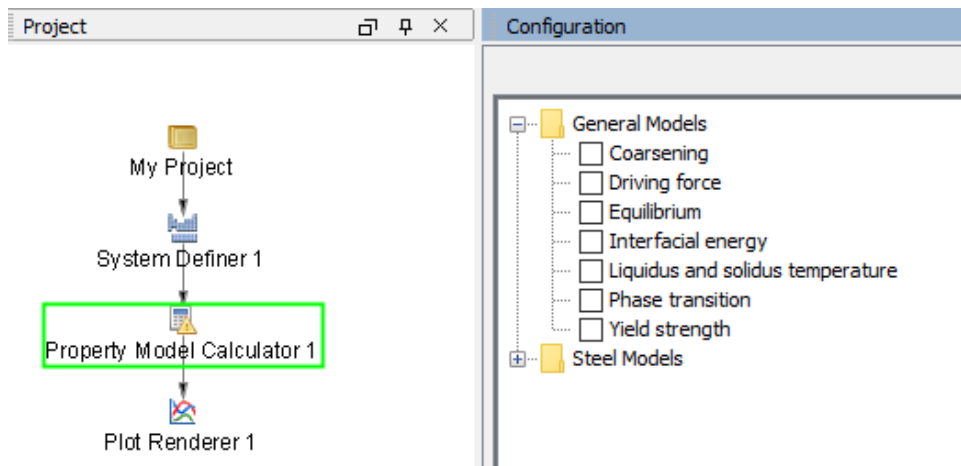 Project
My Project
System Definer 1
Property Model Calculator 1
Plot Renderer 1
Configuration
General Models
Coarsening
Driving force
Equilibrium
Interfacial energy
Liquidus and solidus temperature
Phase transition
Yield strength
Steel Models